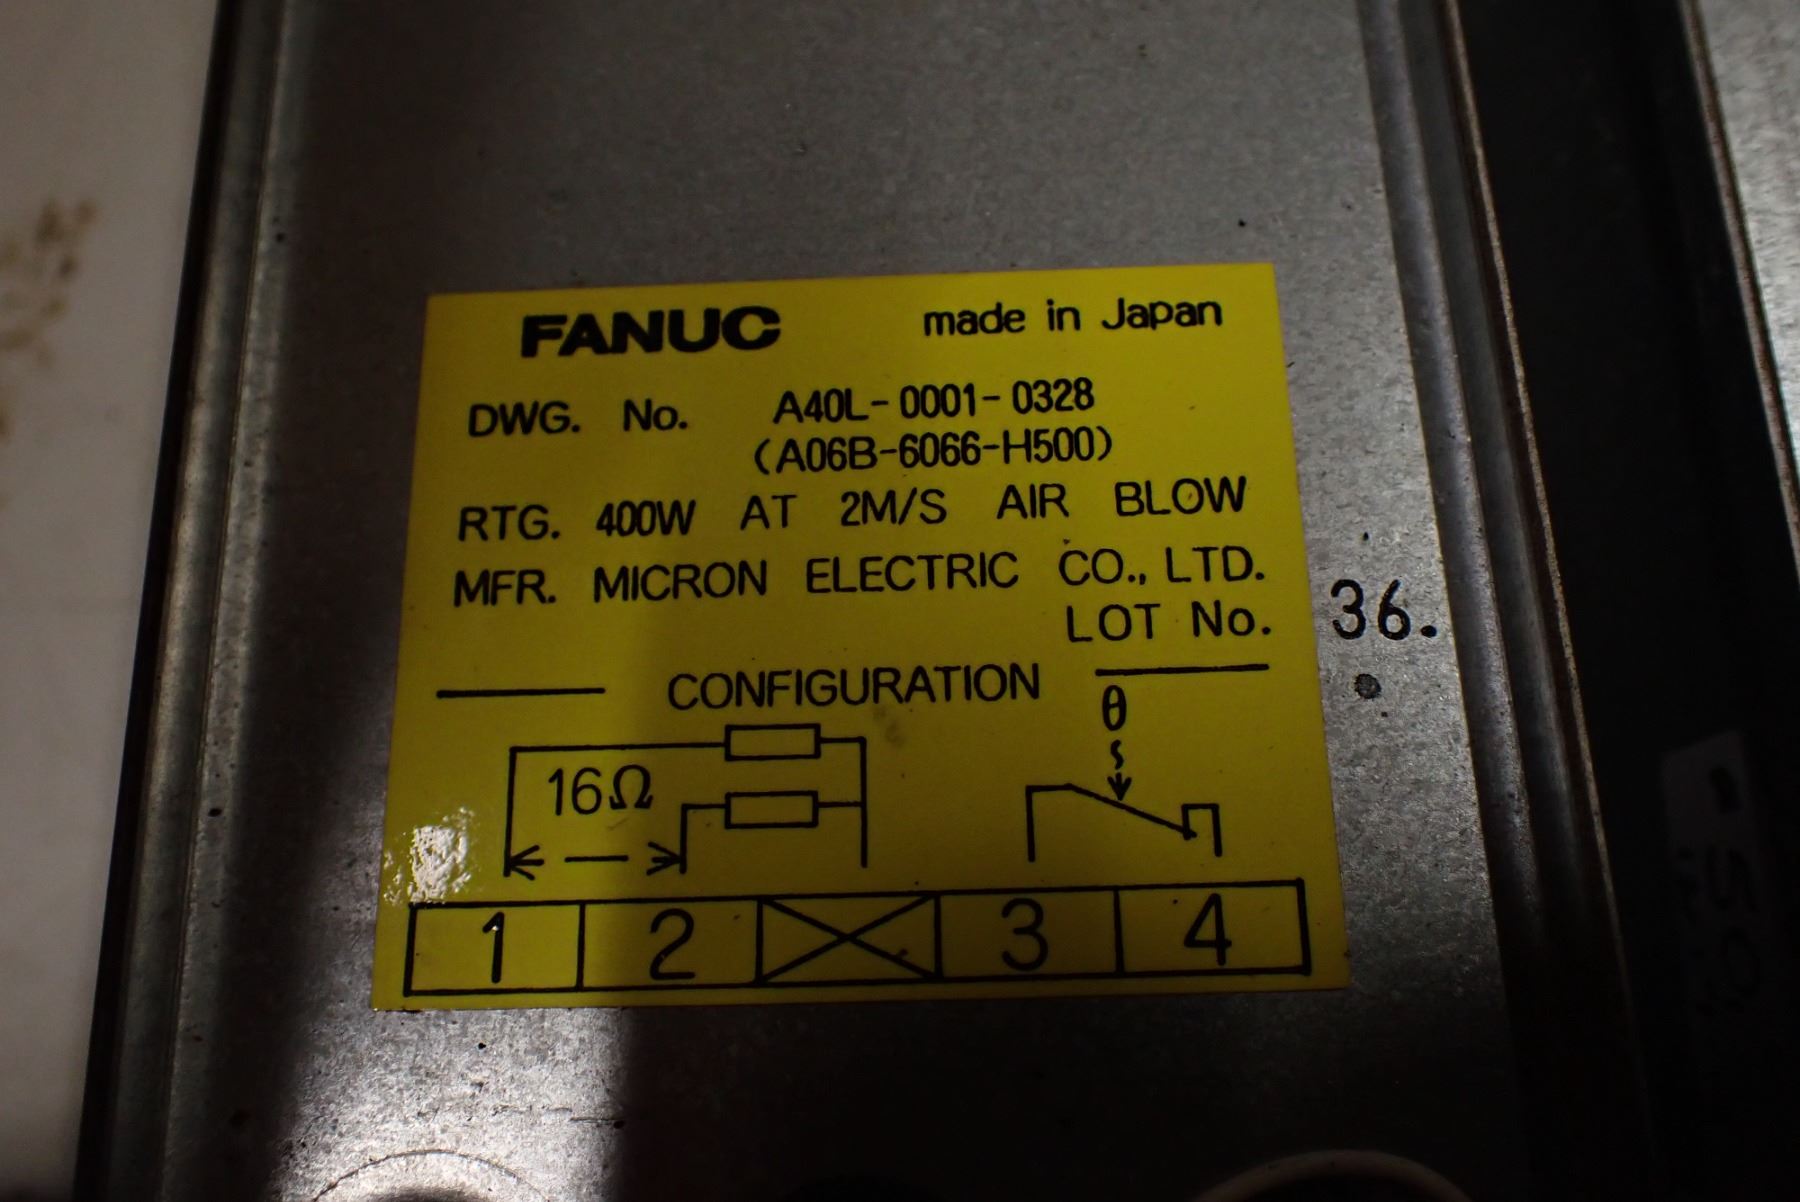 FANUC made in Japan
DWG. No. A40L-0001-0328
(A06B-6066-H500)
RTG. 400W AT 2M/S AIR BLOW
MFR. MICRON ELECTRIC CO., LTD.
LOT No. 36.
CONFIGURATION
θ
16Ω
1 2 3 4